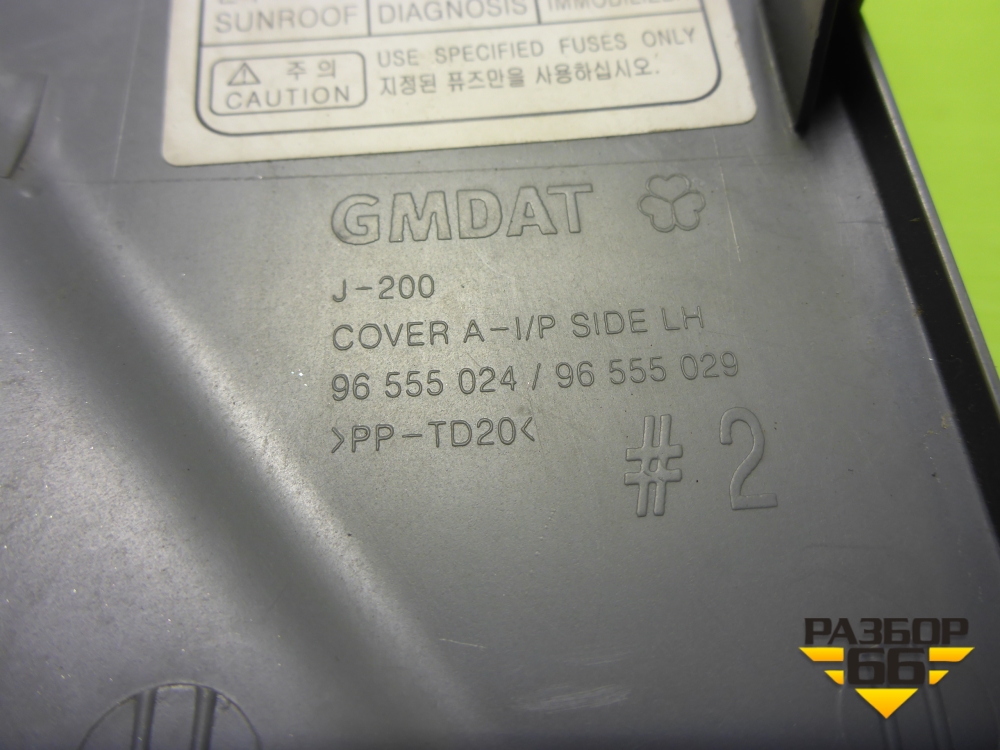 SUNROOF DIAGNOSIS
주의 USE SPECIFIED FUSES ONLY
CAUTION 지정된 퓨즈만을 사용하십시오.
GMDAT
J-200
COVER A-I/P SIDE LH
96 555 024 / 96 555 029
>PP-TD20<
# 2
РАЗБОР
66